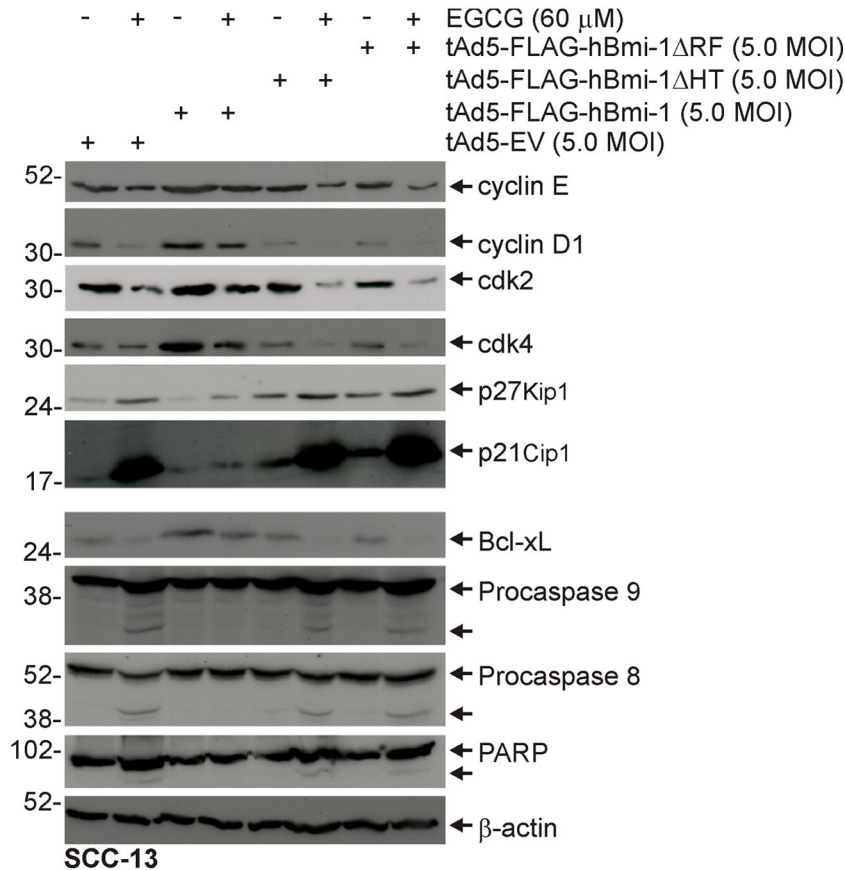 - + - + - + - + EGCG (60 μM)
+ + tAd5-FLAG-hBmi-1ΔRF (5.0 MOI)
+ + tAd5-FLAG-hBmi-1ΔHT (5.0 MOI)
+ + tAd5-FLAG-hBmi-1 (5.0 MOI)
+ + tAd5-EV (5.0 MOI)
52- cyclin E
30- cyclin D1
30- cdk2
30- cdk4
24- p27Kip1
17- p21Cip1
24- Bcl-xL
38- Procaspase 9
52- Procaspase 8
38-
102- PARP
52- β-actin
SCC-13